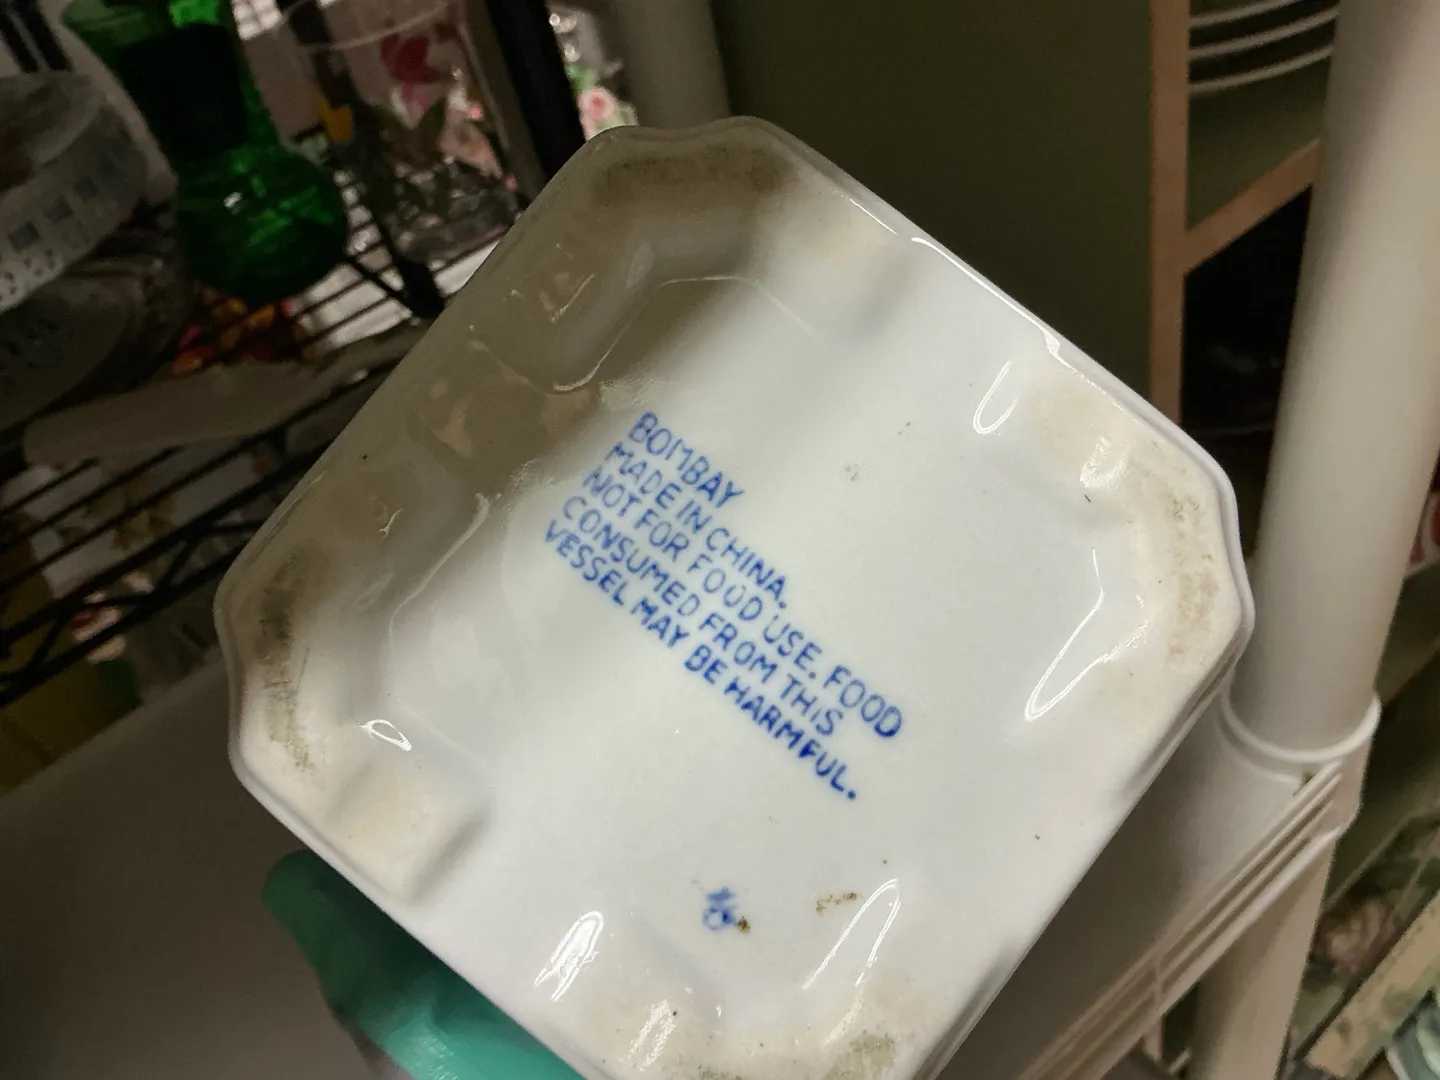 BOMBAY
MADE IN CHINA.
NOT FOR FOOD USE. FOOD
CONSUMED FROM THIS
VESSEL MAY BE HARMFUL.